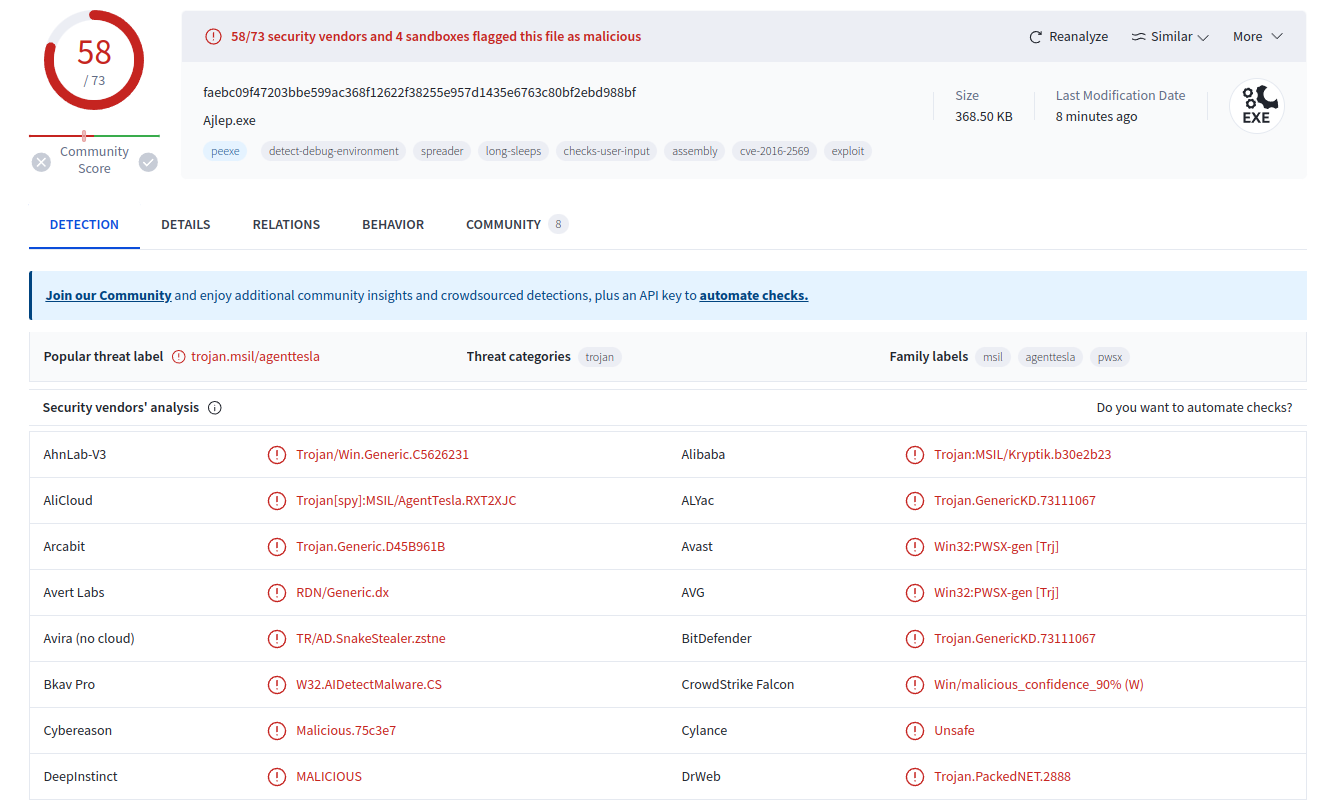 58
/ 73
Community
Score
58/73 security vendors and 4 sandboxes flagged this file as malicious
Reanalyze Similar More
faebc09f47203bbe599ac368f12622f38255e957d1435e6763c80bf2ebd988bf
Ajlep.exe
Size
368.50 KB
Last Modification Date
8 minutes ago
EXE
peexe detect-debug-environment spreader long-sleeps checks-user-input assembly cve-2016-2569 exploit
DETECTION DETAILS RELATIONS BEHAVIOR COMMUNITY 8
Join our Community and enjoy additional community insights and crowdsourced detections, plus an API key to automate checks.
Popular threat label trojan.msil/agenttesla Threat categories trojan Family labels msil agenttesla pwsx
Security vendors' analysis Do you want to automate checks?
AhnLab-V3 Trojan/Win.Generic.C5626231 Alibaba Trojan:MSIL/Kryptik.b30e2b23
AliCloud Trojan[spy]:MSIL/AgentTesla.RXT2XJC ALYac Trojan.GenericKD.73111067
Arcabit Trojan.Generic.D45B961B Avast Win32:PWSX-gen [Trj]
Avert Labs RDN/Generic.dx AVG Win32:PWSX-gen [Trj]
Avira (no cloud) TR/AD.SnakeStealer.zstne BitDefender Trojan.GenericKD.73111067
Bkav Pro W32.AIDetectMalware.CS CrowdStrike Falcon Win/malicious_confidence_90% (W)
Cybereason Malicious.75c3e7 Cylance Unsafe
DeepInstinct MALICIOUS DrWeb Trojan.PackedNET.2888